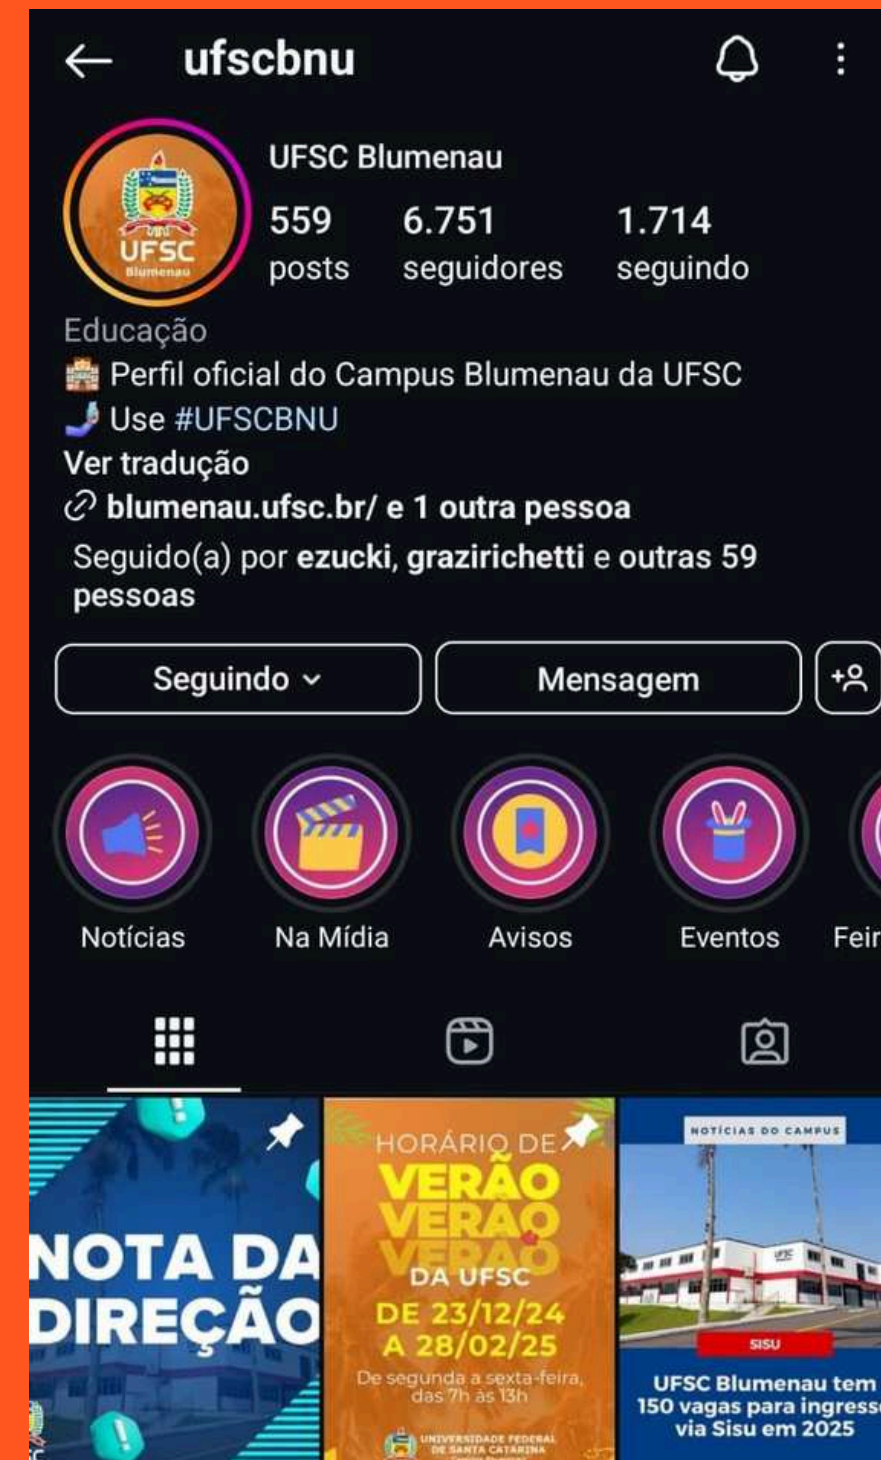 ufscbnu
UFSC
Blumenau
UFSC Blumenau
559 6.751 1.714
posts seguidores seguindo
Educação
Perfil oficial do Campus Blumenau da UFSC
Use #UFSCBNU
Ver tradução
blumenau.ufsc.br/ e 1 outra pessoa
Seguido(a) por ezucki, grazirichetti e outras 59
pessoas
Seguindo Mensagem
Notícias Na Mídia Avisos Eventos Feir
NOTA DA
DIREÇÃO
HORÁRIO DE
VERÃO
VERÃO
VERÃO
DA UFSC
DE 23/12/24
A 28/02/25
De segunda a sexta-feira,
das 7h às 13h
UNIVERSIDADE FEDERAL
DE SANTA CATARINA
NOTÍCIAS DO CAMPUS
UFSC
SISU
UFSC Blumenau tem
150 vagas para ingresso
via Sisu em 2025